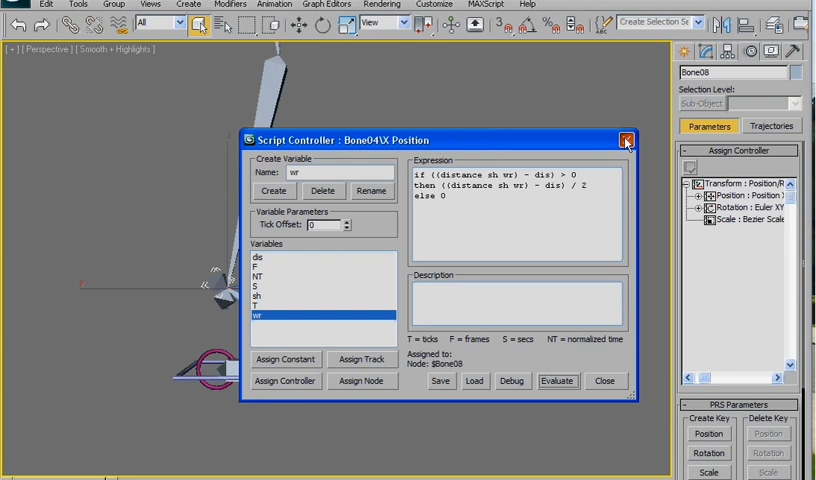 Edit Tools Group Views Create Modifiers Animation Graph Editors Rendering Customize MAXScript Help
All View 3 Create Selection Se
[ + ] [ Perspective ] [ Smooth + Highlights ]
Bone08
Selection Level:
Sub-Object
Parameters Trajectories
Assign Controller
Transform : Position/R
Position : Position X
Rotation : Euler XY
Scale : Bezier Scale
PRS Parameters
Create Key Delete Key
Position Position
Rotation Rotation
Scale Scale
Script Controller : Bone04\X Position
Create Variable
Name: wr
Create Delete Rename
Variable Parameters
Tick Offset: 0
Variables
dis
F
NT
S
sh
T
wr
Assign Constant Assign Track
Assign Controller Assign Node
Expression
if ((distance sh wr) - dis) > 0
then ((distance sh wr) - dis) / 2
else 0
Description
T = ticks F = frames S = secs NT = normalized time
Assigned to:
Node: $Bone08
Save Load Debug Evaluate Close